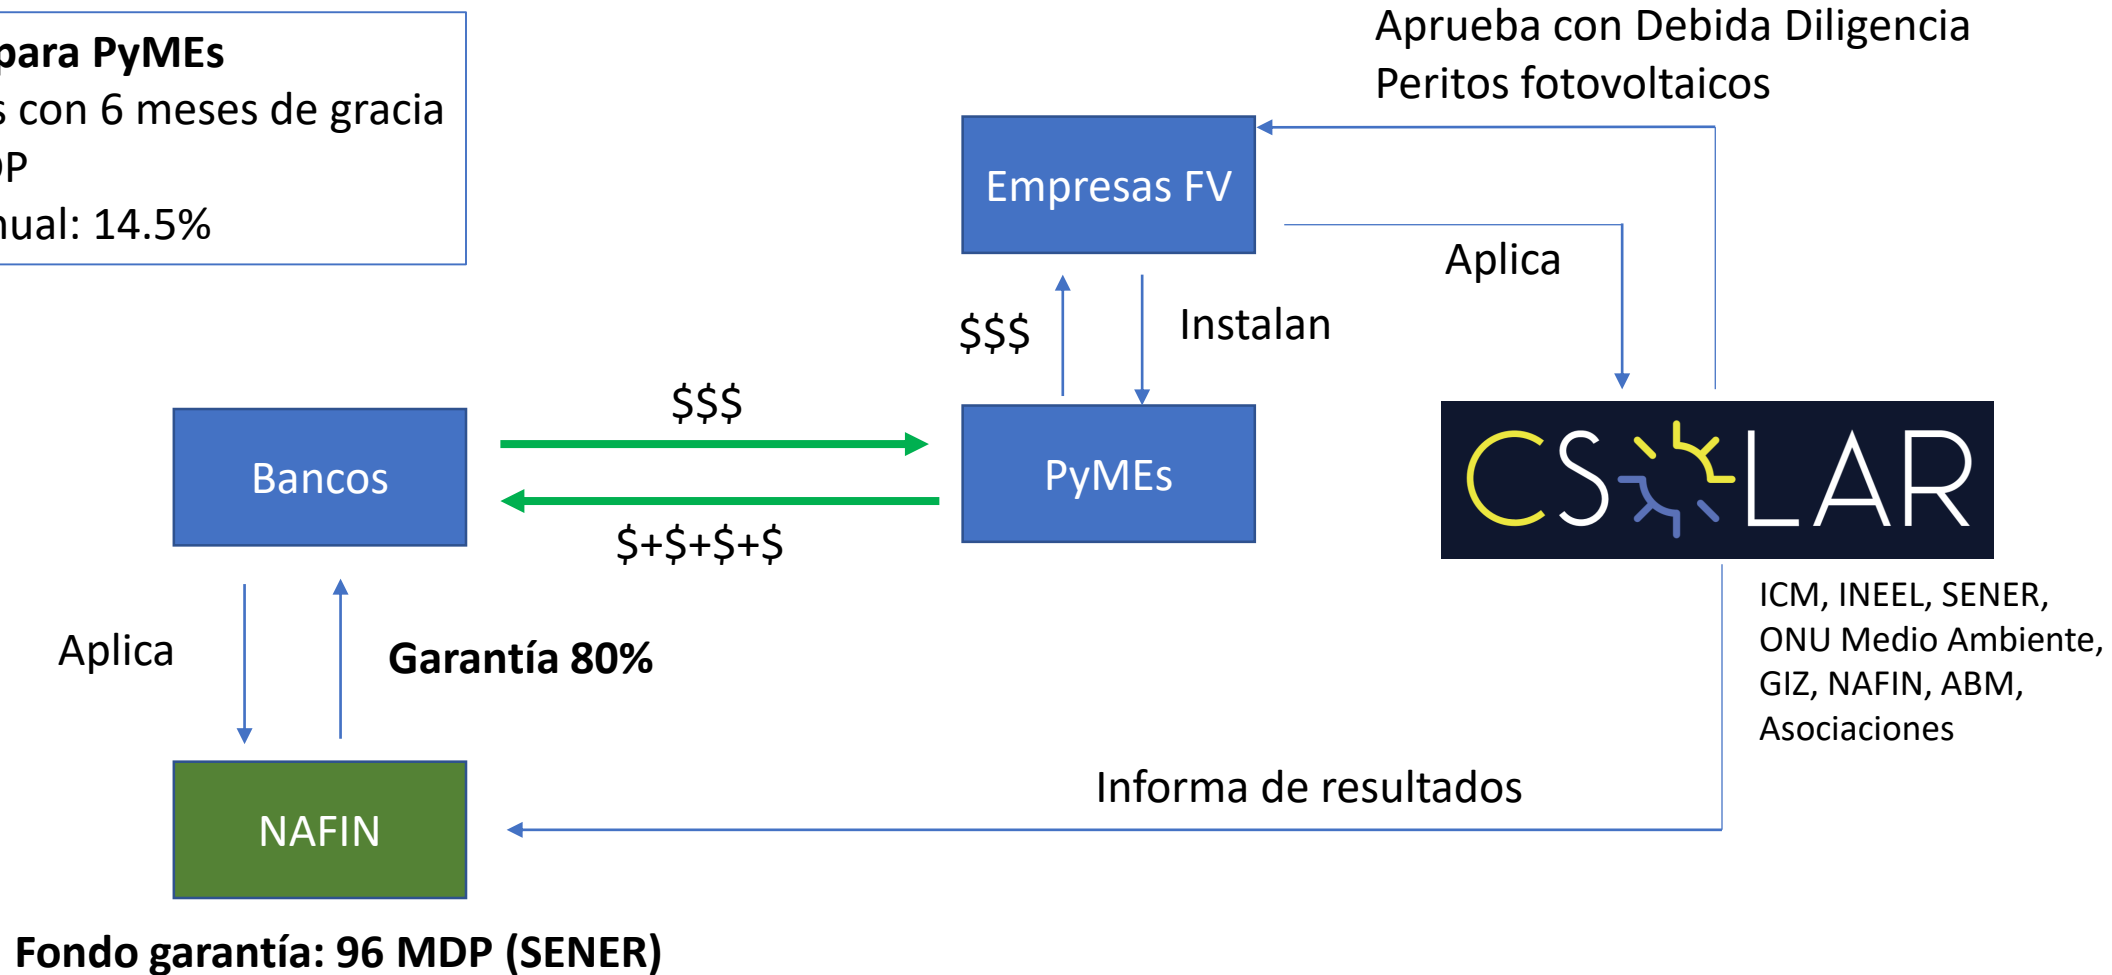 para PyMEs
con 6 meses de gracia
14.5%
Aprueba con Debida Diligencia
Peritos fotovoltaicos
Empresas FV
Aplica
$$$
Instalan
$$$
Bancos
PyMEs
CSOLAR
$+$+$+$
Aplica
Garantía 80%
ICM, INEEL, SENER,
ONU Medio Ambiente,
GIZ, NAFIN, ABM,
Asociaciones
Informa de resultados
NAFIN
Fondo garantía: 96 MDP (SENER)